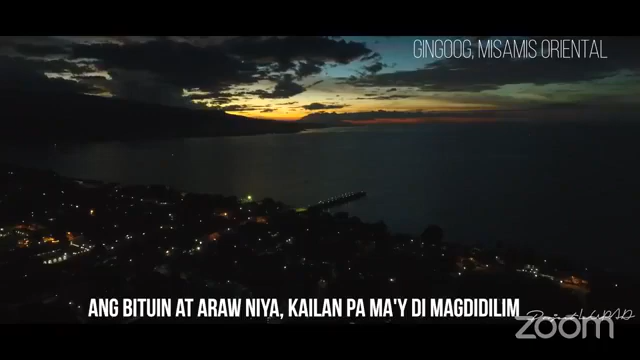 GINGOOG, MISAMIS ORIENTAL
ANG BITUIN AT ARAW NIYA, KAILAN PA MA'Y DI MAGDIDILIM
zoom